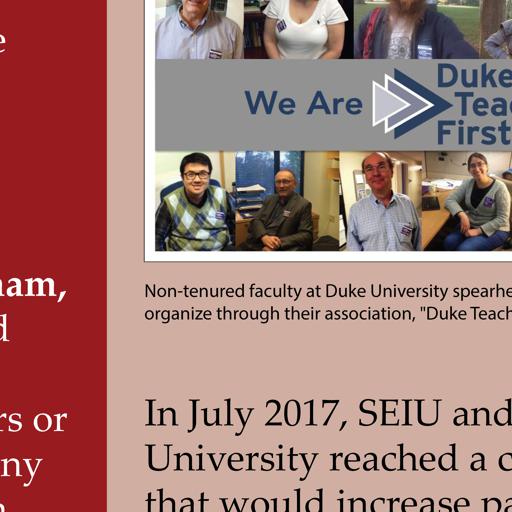 e
We Are
Duke
Teac
First
Non-tenured faculty at Duke University spearhe
organize through their association, "Duke Teach
am,
d
rs or
ny
In July 2017, SEIU and
University reached a c
that would increase pa